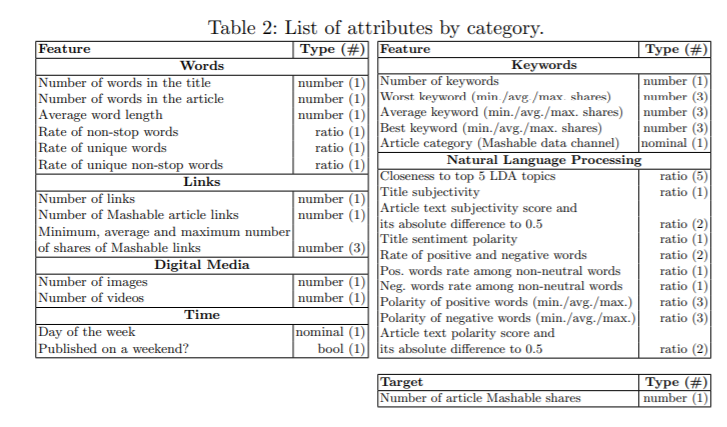 Table 2: List of attributes by category.
Feature Type (#)
Words
Number of words in the title number (1)
Number of words in the article number (1)
Average word length number (1)
Rate of non-stop words ratio (1)
Rate of unique words ratio (1)
Rate of unique non-stop words ratio (1)
Links
Number of links number (1)
Number of Mashable article links number (1)
Minimum, average and maximum number
of shares of Mashable links number (3)
Digital Media
Number of images number (1)
Number of videos number (1)
Time
Day of the week nominal (1)
Published on a weekend? bool (1)
Feature Type (#)
Keywords
Number of keywords number (1)
Worst keyword (min./avg./max. shares) number (3)
Average keyword (min./avg./max. shares) number (3)
Best keyword (min./avg./max. shares) number (3)
Article category (Mashable data channel) nominal (1)
Natural Language Processing
Closeness to top 5 LDA topics ratio (5)
Title subjectivity ratio (1)
Article text subjectivity score and
its absolute difference to 0.5 ratio (2)
Title sentiment polarity ratio (1)
Rate of positive and negative words ratio (2)
Pos. words rate among non-neutral words ratio (1)
Neg. words rate among non-neutral words ratio (1)
Polarity of positive words (min./avg./max.) ratio (3)
Polarity of negative words (min./avg./max.) ratio (3)
Article text polarity score and
its absolute difference to 0.5 ratio (2)
Target Type (#)
Number of article Mashable shares number (1)